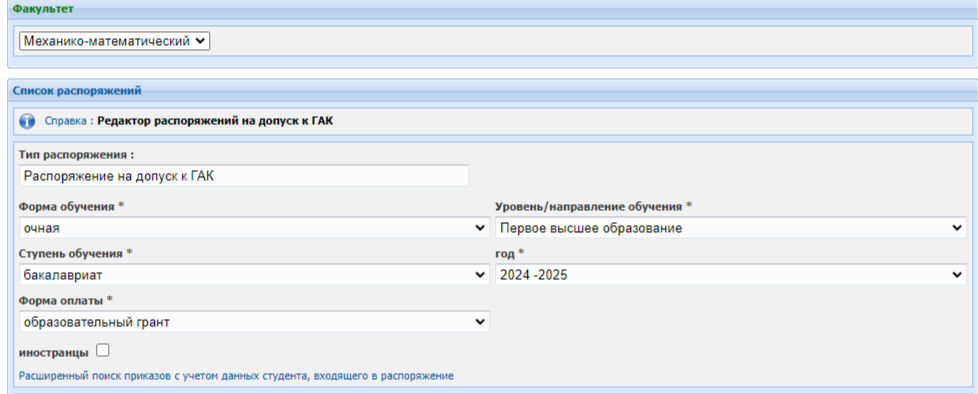 Факультет
Механико-математический
Список распоряжений
Справка : Редактор распоряжений на допуск к ГАК
Тип распоряжения :
Распоряжение на допуск к ГАК
Форма обучения * Уровень/направление обучения *
очная Первое высшее образование
Ступень обучения * год *
бакалавриат 2024 -2025
Форма оплаты *
образовательный грант
иностранцы
Расширенный поиск приказов с учетом данных студента, входящего в распоряжение